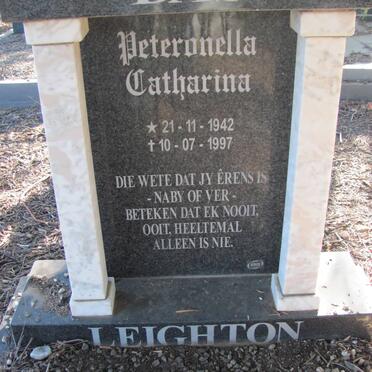 Peteronella
Catharina
★ 21 - 11 - 1942
✝ 10 - 07 - 1997
DIE WETE DAT JY ÊRENS IS
- NABY OF VER -
BETEKEN DAT EK NOOIT,
OOIT, HEELTEMAL
ALLEEN IS NIE.
LEIGHTON